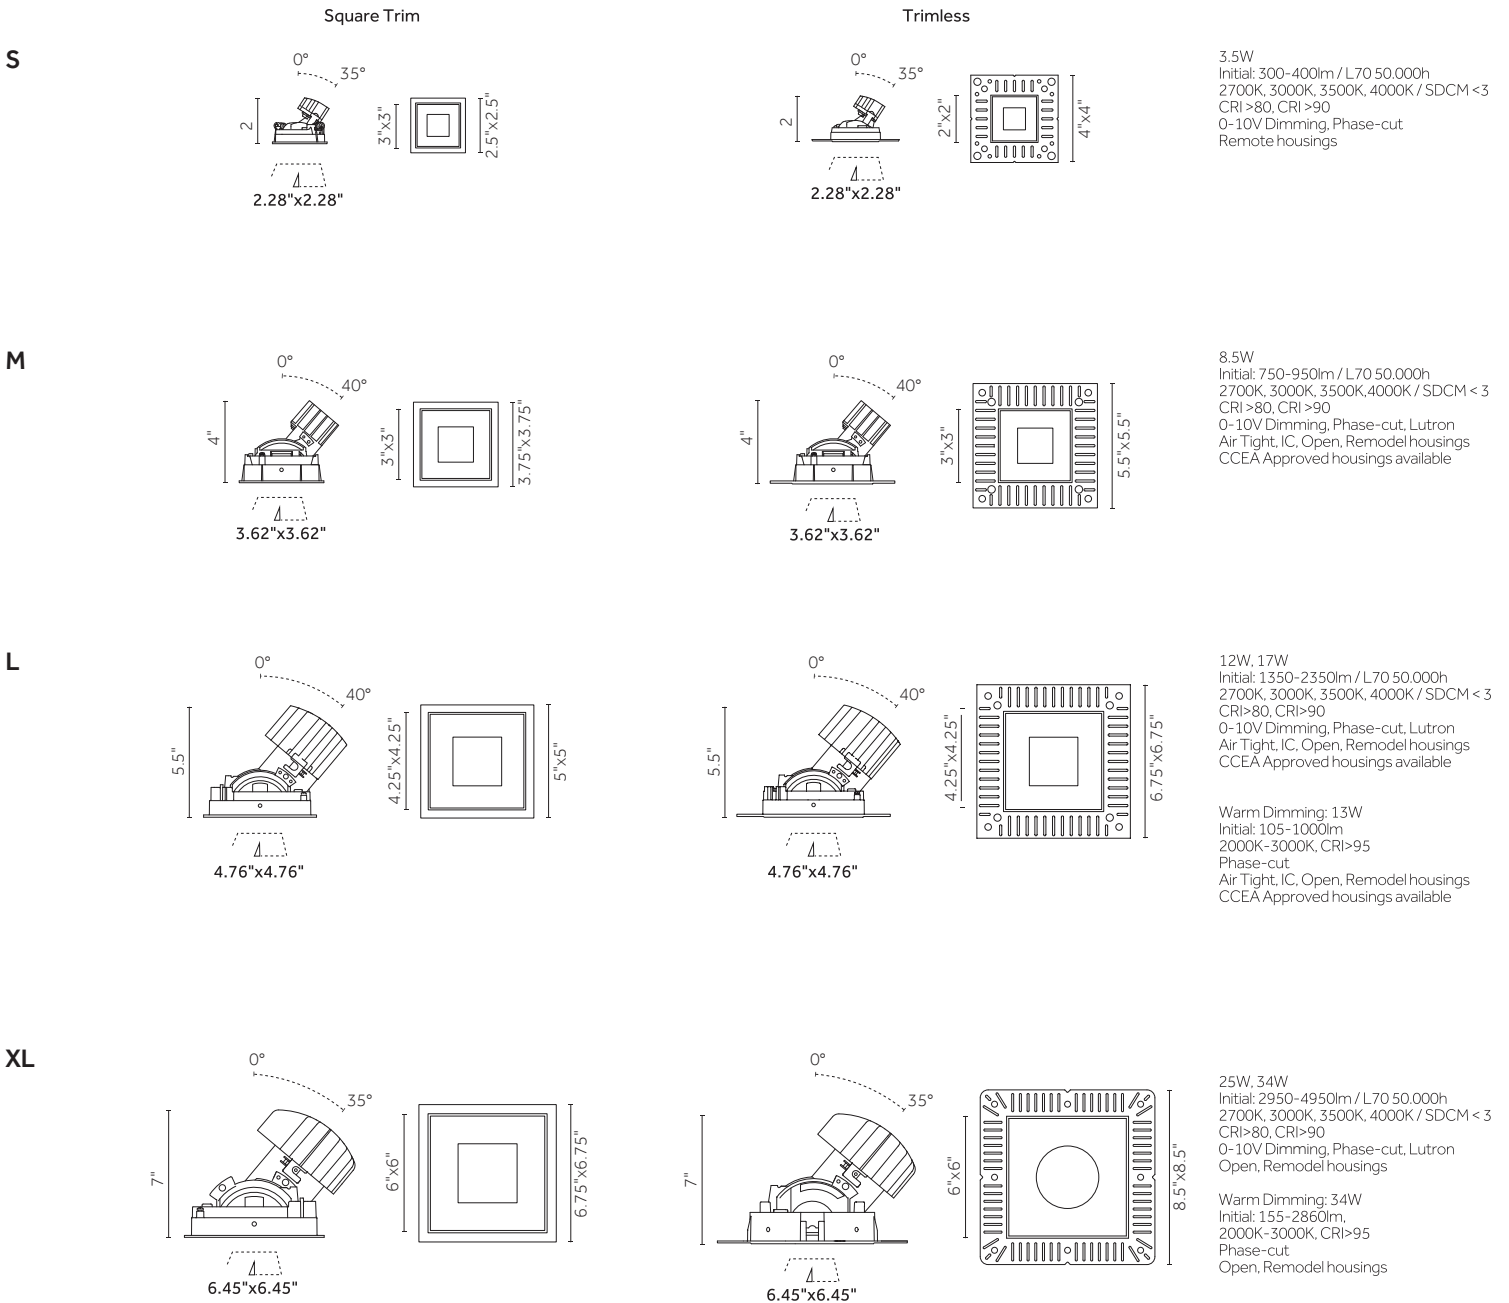 Square Trim
Trimless
S
0°
35°
2
3"x3"
2.5"x2.5"
2.28"x2.28"
0°
35°
2
2"x2"
4"x4"
2.28"x2.28"
3.5W
Initial: 300-400lm / L70 50.000h
2700K, 3000K, 3500K, 4000K / SDCM <3
CRI >80, CRI >90
0-10V Dimming, Phase-cut
Remote housings
M
0°
40°
4"
3"x3"
3.75"x3.75"
3.62"x3.62"
0°
40°
4"
3"x3"
5.5"x5.5"
3.62"x3.62"
8.5W
Initial: 750-950lm / L70 50.000h
2700K, 3000K, 3500K,4000K / SDCM < 3
CRI >80, CRI >90
0-10V Dimming, Phase-cut, Lutron
Air Tight, IC, Open, Remodel housings
CCEA Approved housings available
L
0°
40°
5.5"
4.25"x4.25"
5"x5"
4.76"x4.76"
0°
40°
5.5"
4.25"x4.25"
6.75"x6.75"
4.76"x4.76"
12W, 17W
Initial: 1350-2350lm / L70 50.000h
2700K, 3000K, 3500K, 4000K / SDCM < 3
CRI>80, CRI>90
0-10V Dimming, Phase-cut, Lutron
Air Tight, IC, Open, Remodel housings
CCEA Approved housings available
Warm Dimming: 13W
Initial: 105-1000lm
2000K-3000K, CRI>95
Phase-cut
Air Tight, IC, Open, Remodel housings
CCEA Approved housings available
XL
0°
35°
7"
6"x6"
6.75"x6.75"
6.45"x6.45"
0°
35°
7"
6"x6"
8.5"x8.5"
6.45"x6.45"
25W, 34W
Initial: 2950-4950lm / L70 50.000h
2700K, 3000K, 3500K, 4000K / SDCM < 3
CRI>80, CRI>90
0-10V Dimming, Phase-cut, Lutron
Open, Remodel housings
Warm Dimming: 34W
Initial: 155-2860lm,
2000K-3000K, CRI>95
Phase-cut
Open, Remodel housings